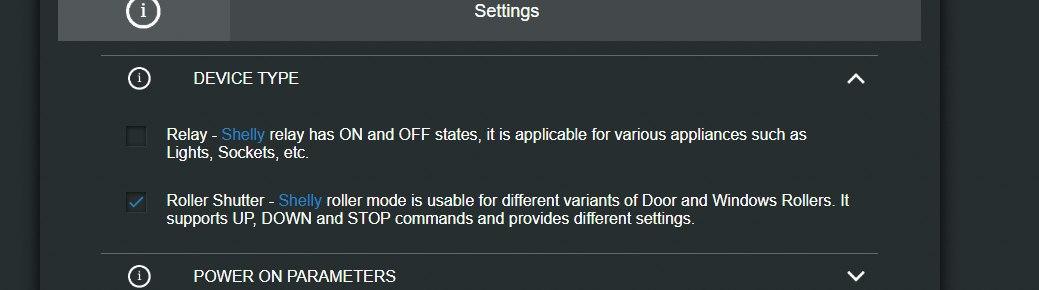 Settings
DEVICE TYPE
Relay - Shelly relay has ON and OFF states, it is applicable for various appliances such as
Lights, Sockets, etc.
Roller Shutter - Shelly roller mode is usable for different variants of Door and Windows Rollers. It
supports UP, DOWN and STOP commands and provides different settings.
POWER ON PARAMETERS